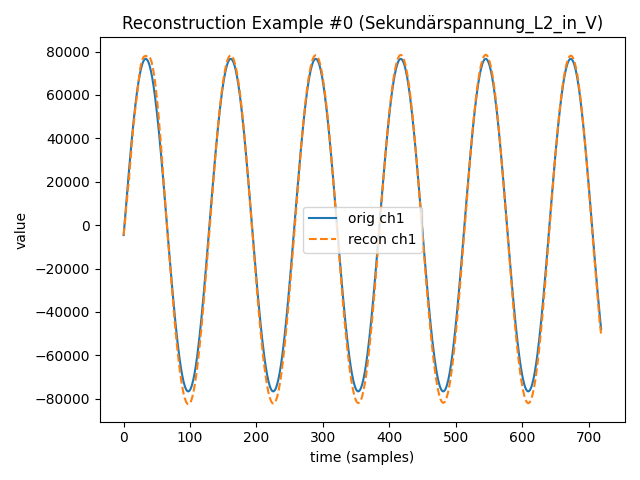 Reconstruction Example #0 (Sekundärspannung_L2_in_V)
80000
60000
40000
20000
0
−20000
−40000
−60000
−80000
value
orig ch1
recon ch1
0 100 200 300 400 500 600 700
time (samples)